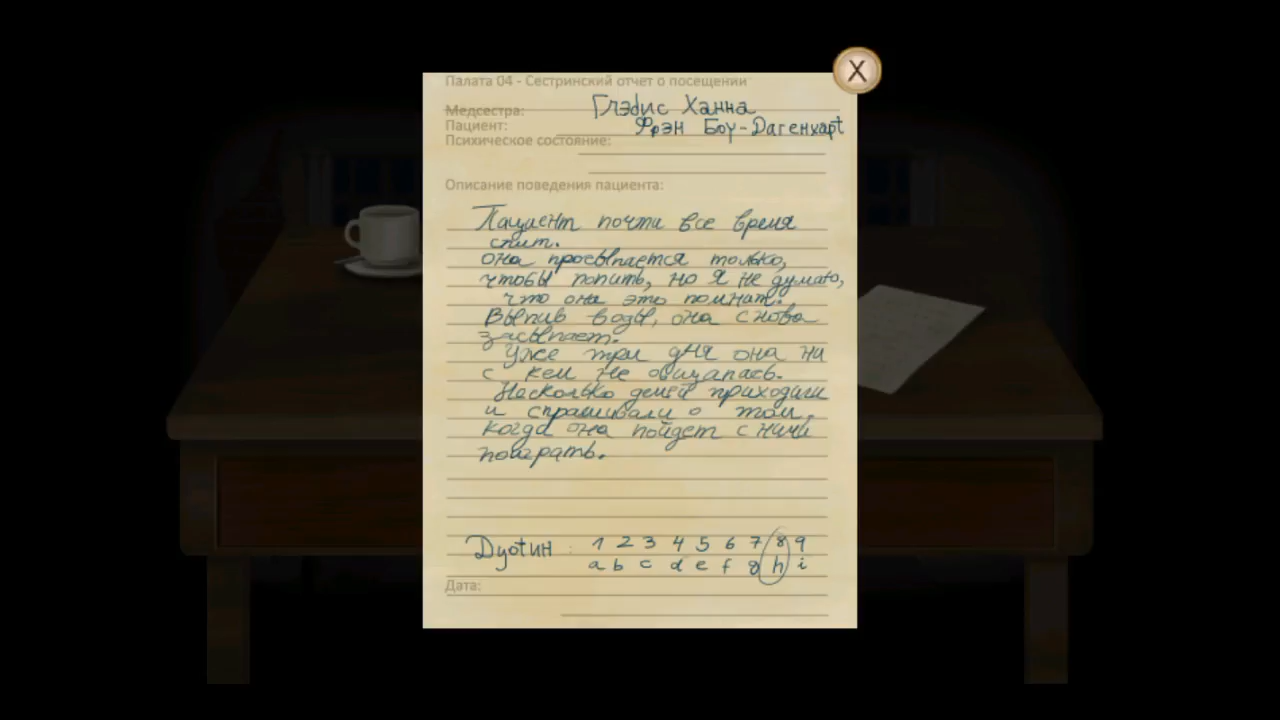 X
Палата 04 - Сестринский отчет о посещении
Медсестра: Глэдис Ханна
Пациент: Фрэн Боу-Дагенхарт
Психическое состояние:
Описание поведения пациента:
Пациент почти все время
спит.
она просыпается только,
чтобы попить, но я не думаю,
что она это помнит.
Выпив воды, она снова
засыпает.
Уже три дня она ни
с кем не общалась.
Несколько детей приходили
и спрашивали о том,
когда она пойдет с ними
поиграть.
Дуотин : 1 2 3 4 5 6 7 8 9
a b c d e f g h i
Дата: